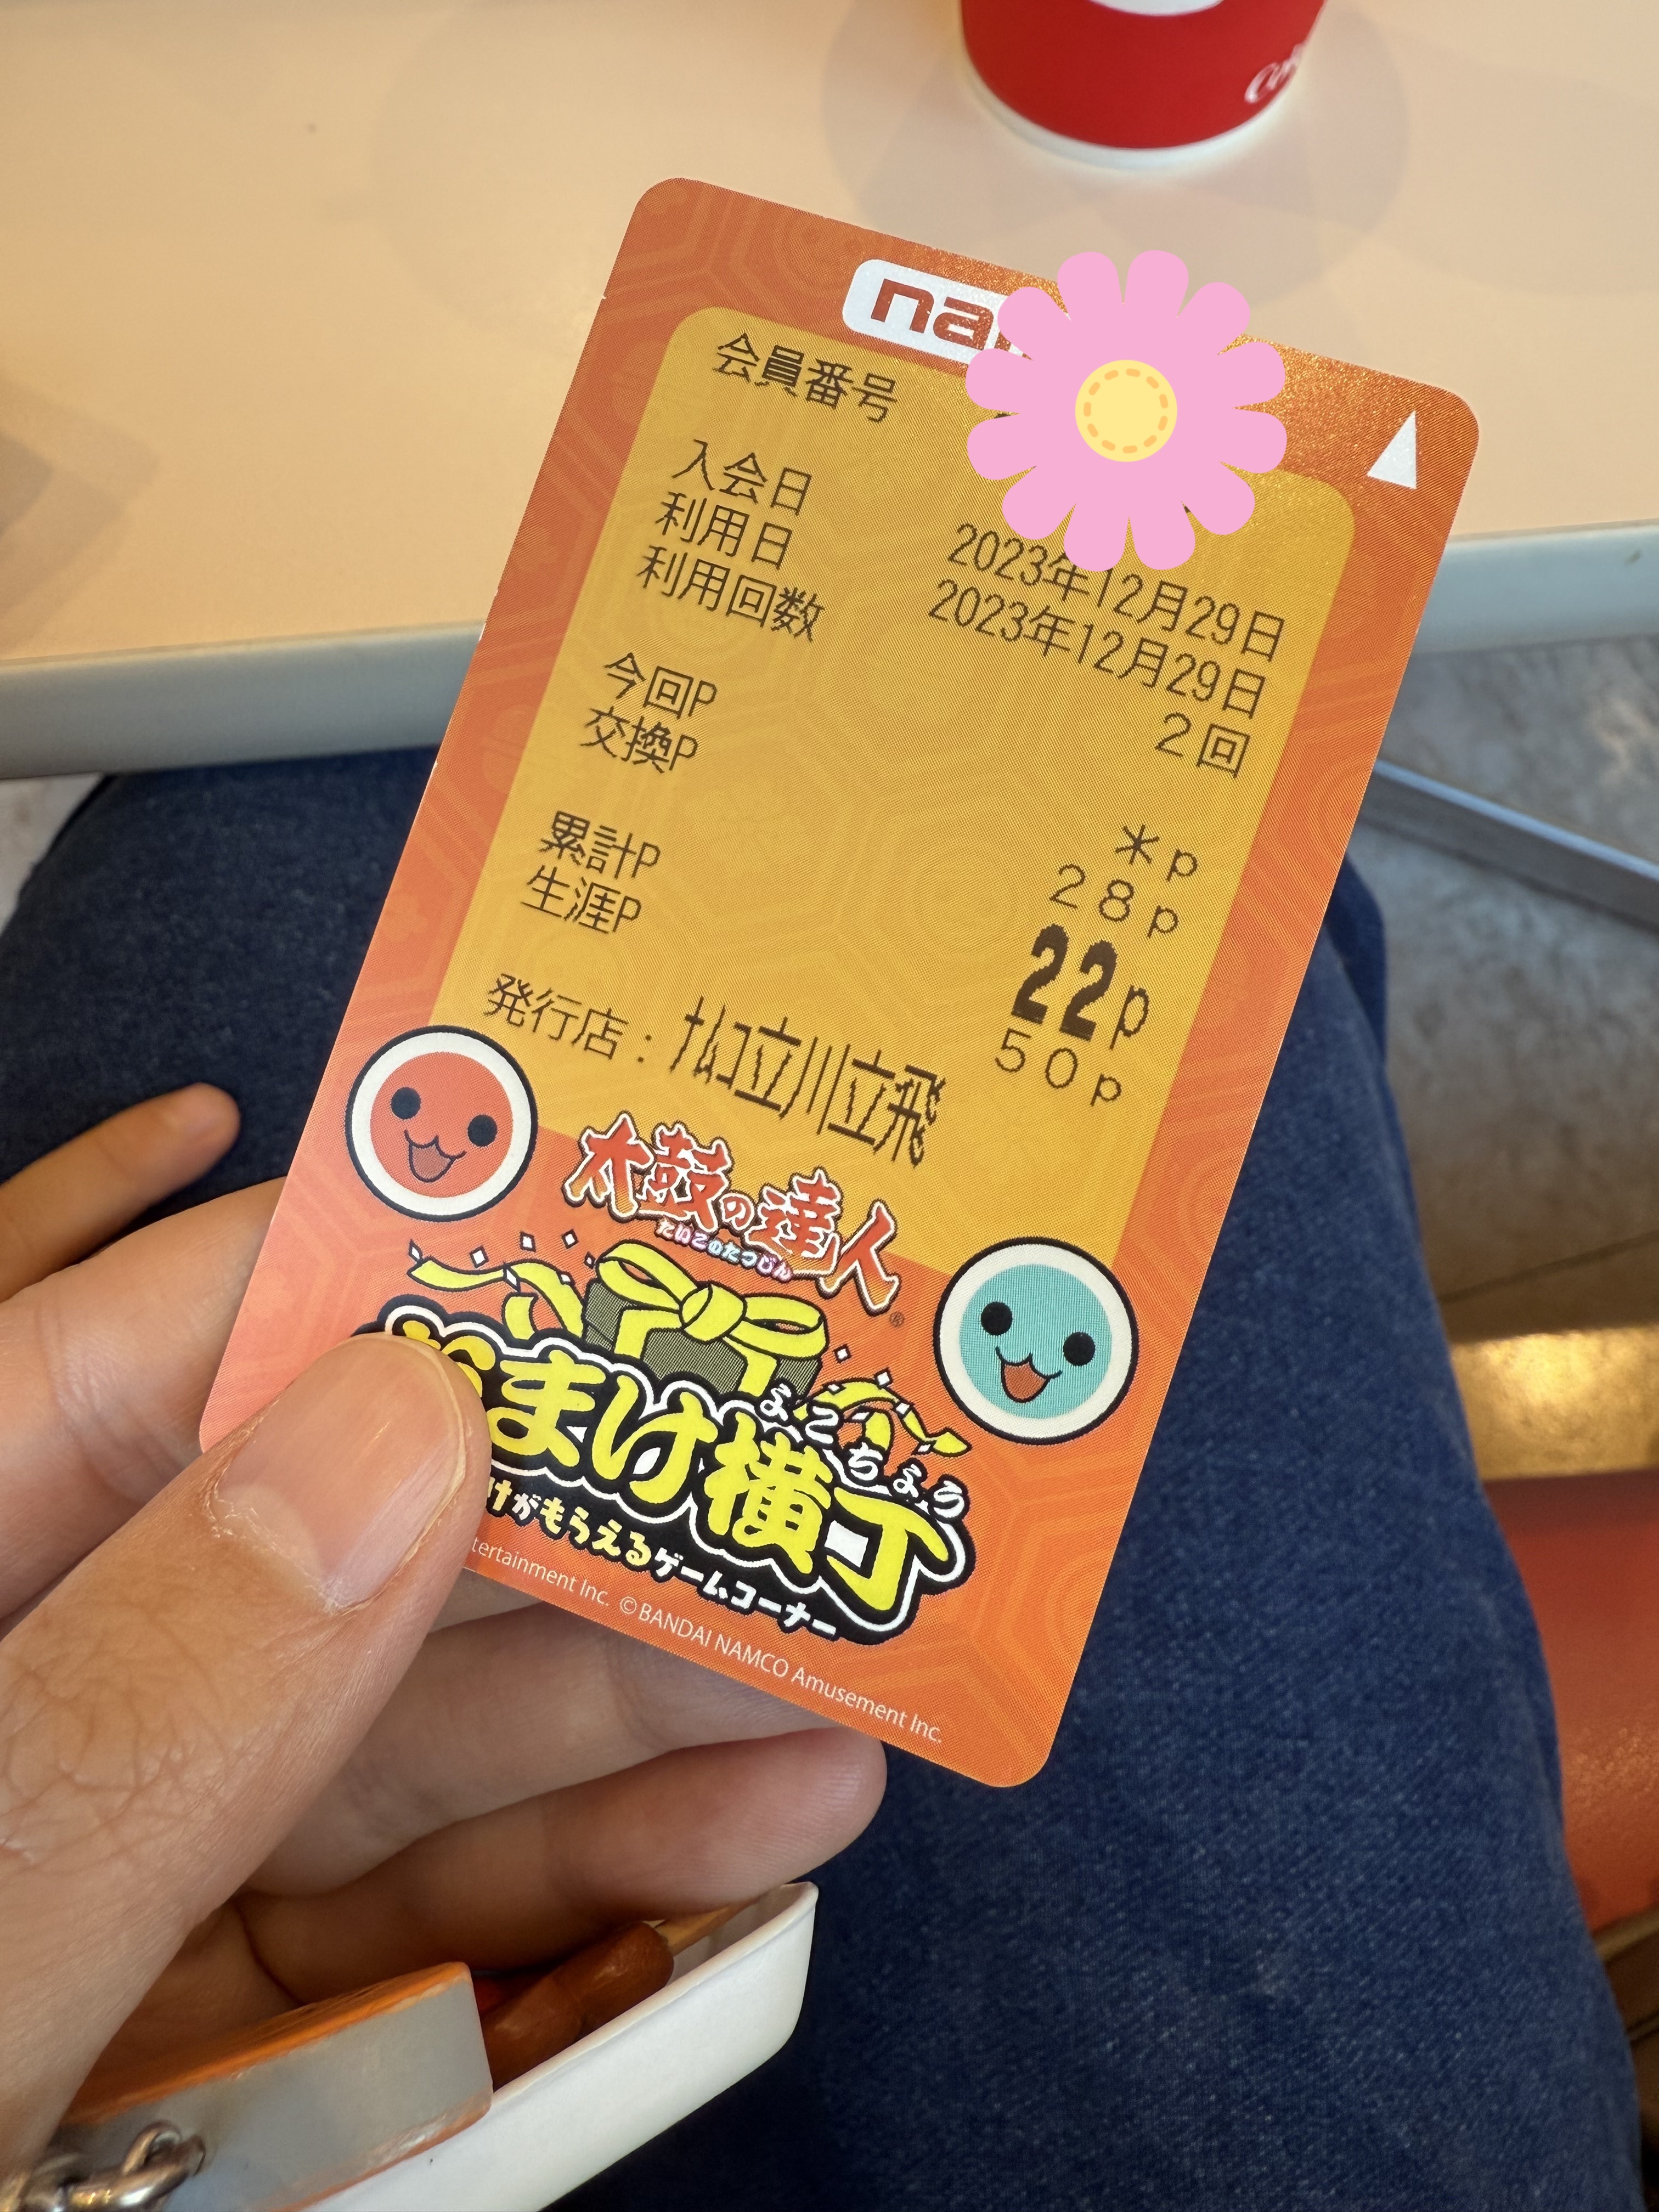 会員番号
入会日 2023年12月29日
利用日 2023年12月29日
利用回数 2回
今回P *p
交換P 28p
累計P 22p
生涯P 50p
発行店：ナムコ立川立飛
太鼓の達人
たいこのたつじん
®
よこちょう
おまけ横丁
けがもらえるゲームコーナー
tertainment Inc. ©BANDAI NAMCO Amusement Inc.